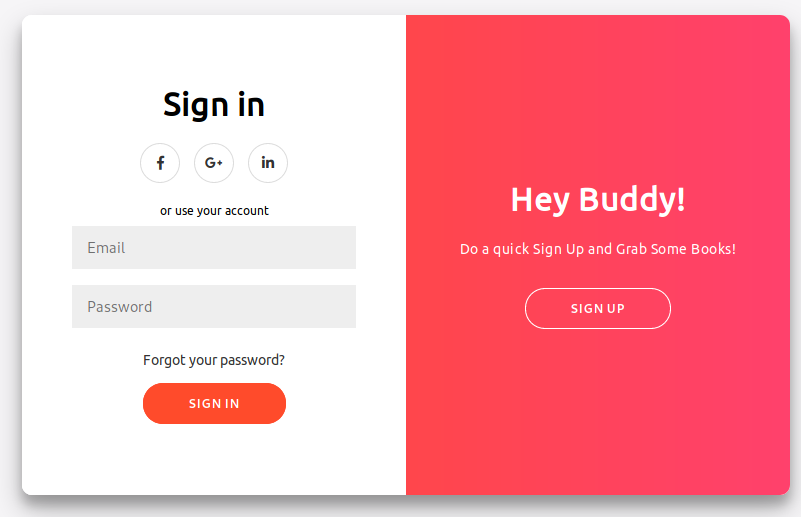 Sign in
f
G+
in
or use your account
Email
Password
Forgot your password?
SIGN IN
Hey Buddy!
Do a quick Sign Up and Grab Some Books!
SIGN UP